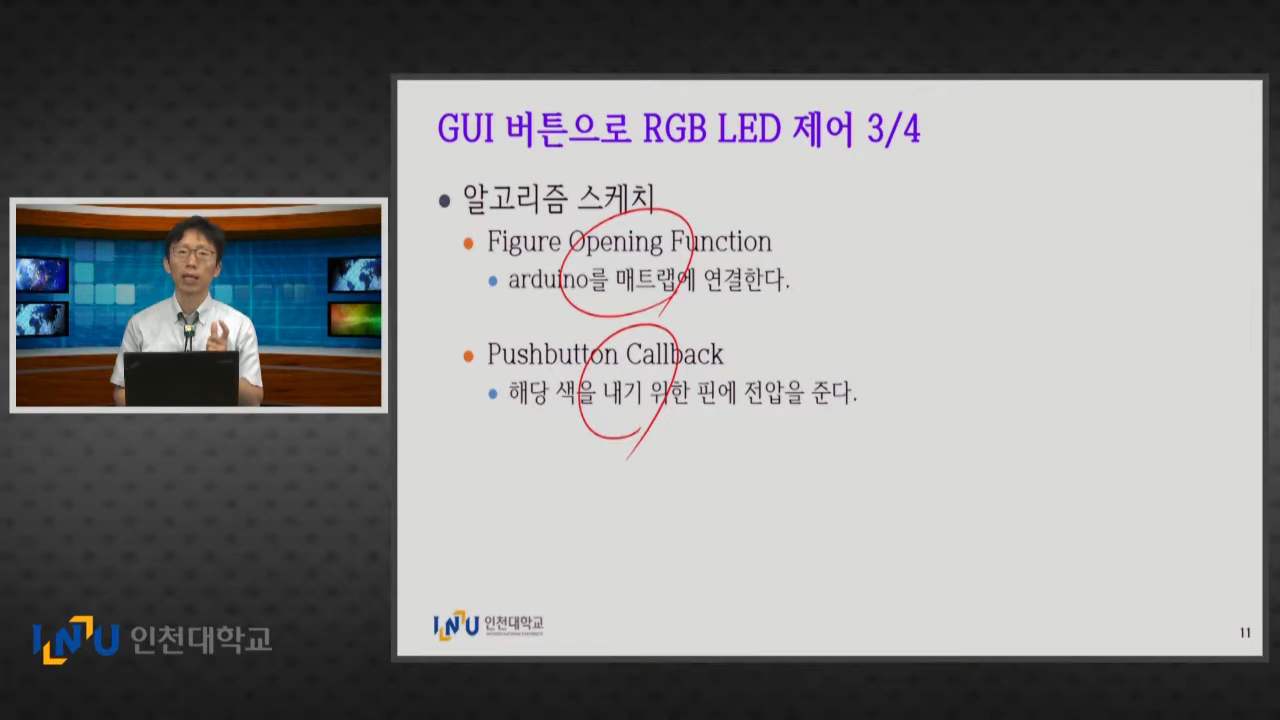 GUI 버튼으로 RGB LED 제어 3/4
알고리즘 스케치
Figure Opening Function
arduino를 매트랩에 연결한다.
Pushbutton Callback
해당 색을 내기 위한 핀에 전압을 준다.
INU 인천대학교
11
INU 인천대학교